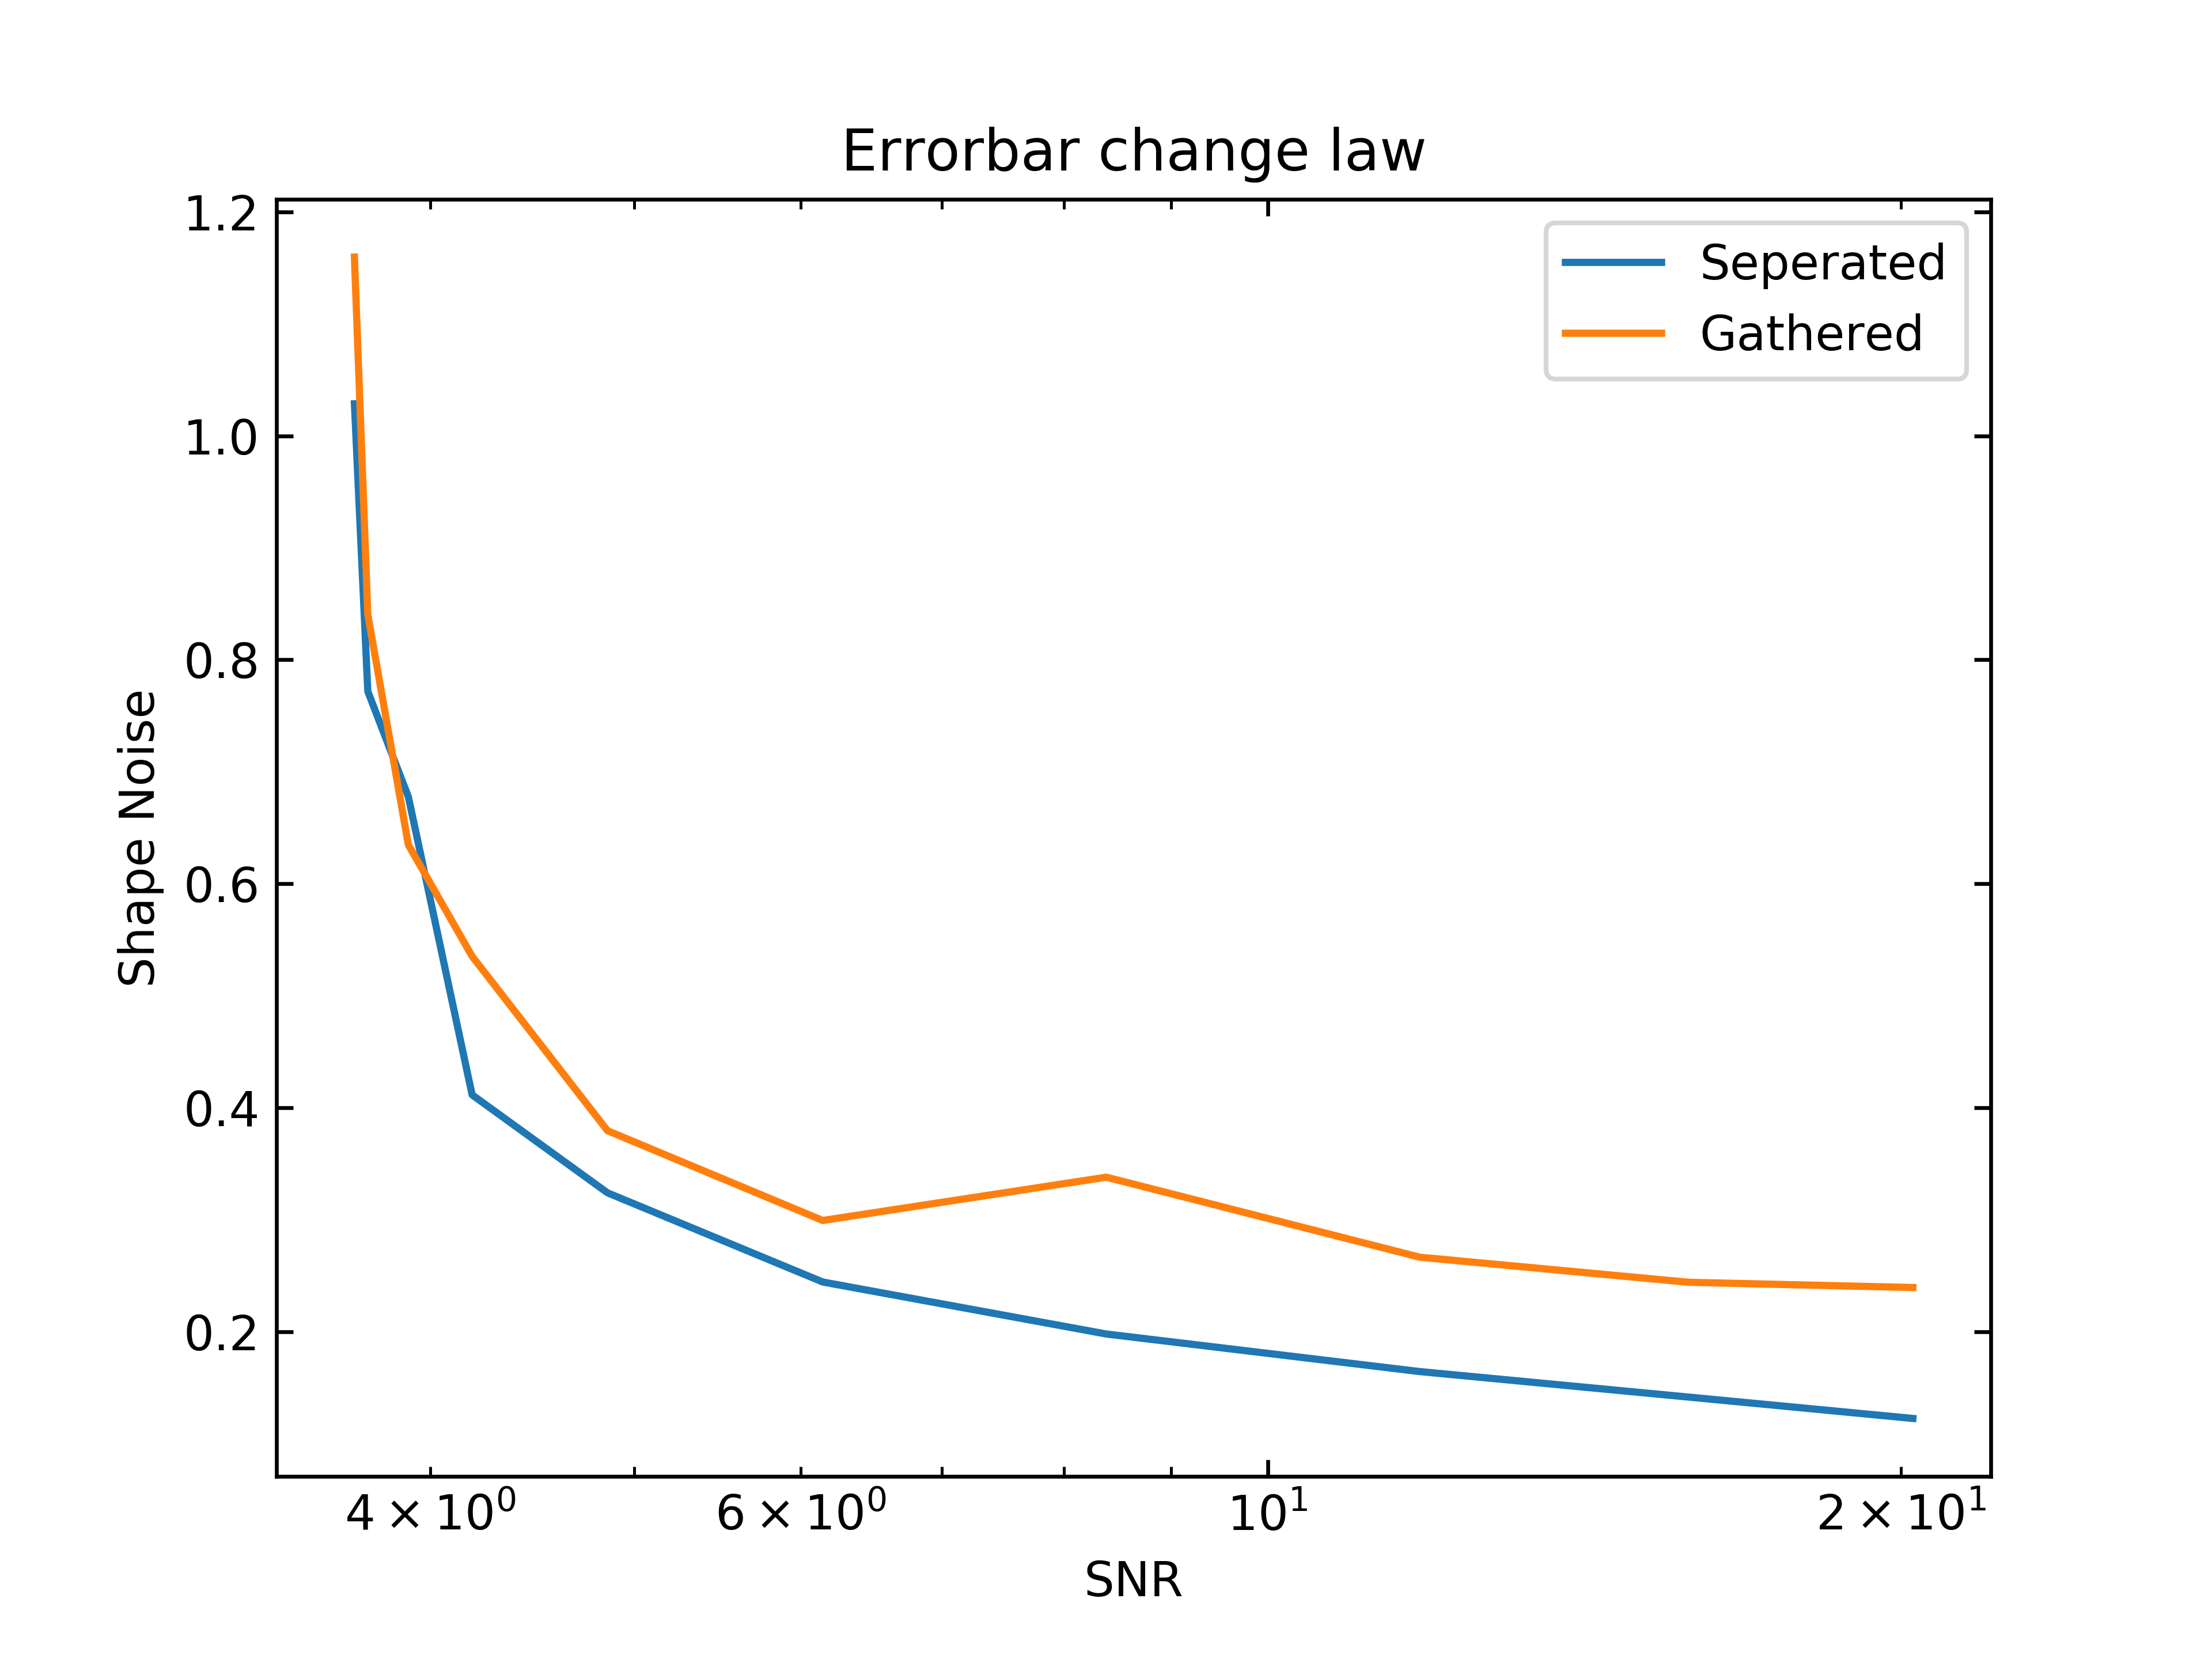 Errorbar change law
Seperated
Gathered
Shape Noise
1.2
1.0
0.8
0.6
0.4
0.2
4 × 10⁰
6 × 10⁰
10¹
2 × 10¹
SNR